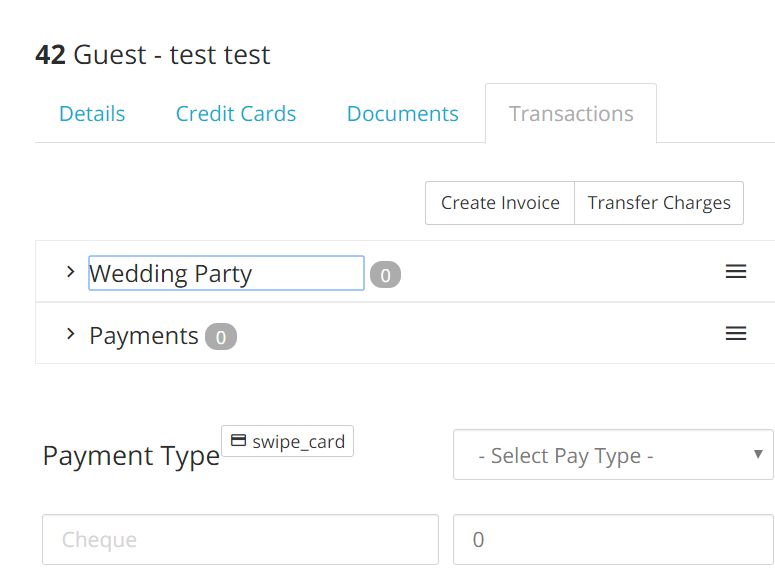 42 Guest - test test
Details Credit Cards Documents Transactions
Create Invoice Transfer Charges
Wedding Party 0
Payments 0
Payment Type swipe_card - Select Pay Type -
Cheque 0